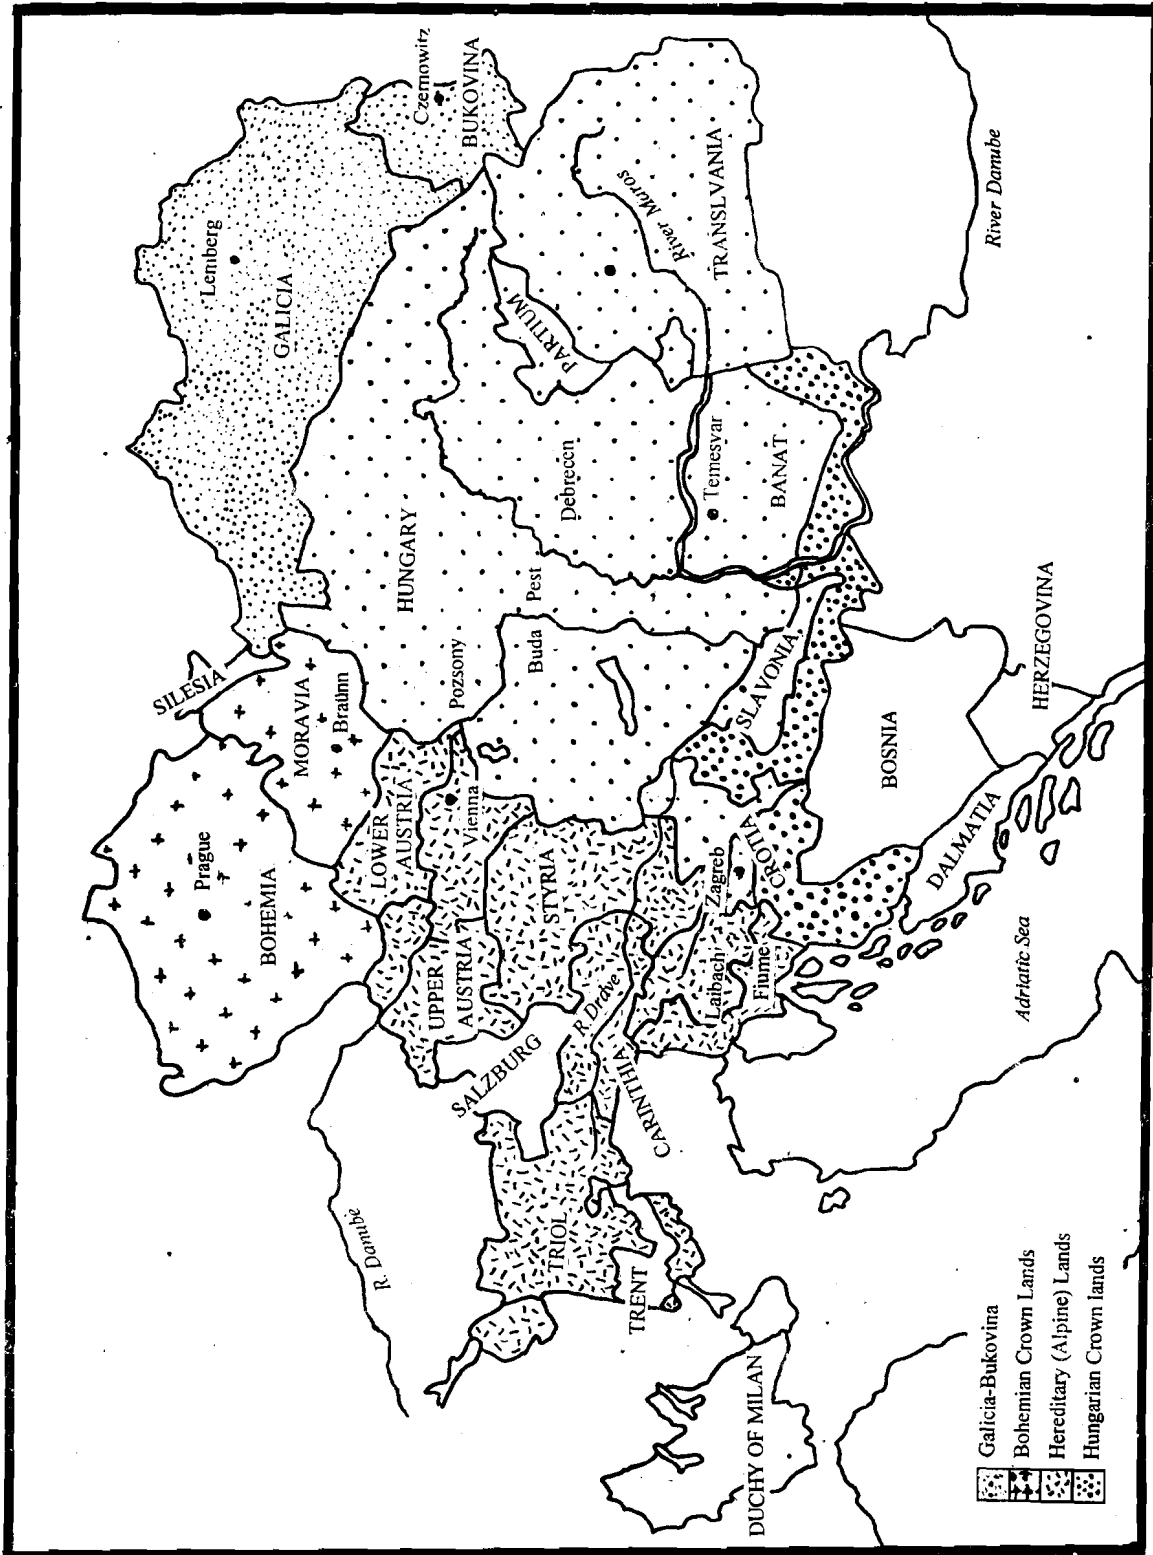 SILESIA
Prague
BOHEMIA
MORAVIA
Braünn
Lemberg
GALICIA
Czernowitz
BUKOVINA
R. Danube
UPPER
AUSTRIA
LOWER
AUSTRIA
Vienna
Pozsony
HUNGARY
SALZBURG
STYRIA
Buda
Pest
Debrecen
PARTIUM
River Muros
TRANSLVANIA
TRIOL
TRENT
CARINTHIA
R. Dráve
Laibach
Fiume
Zagreb
CROTIA
SLAVONIA
Temesvar
BANAT
DUCHY OF MILAN
Adriatic Sea
DALMATIA
BOSNIA
HERZEGOVINA
River Danube
Galicia-Bukovina
Bohemian Crown Lands
Hereditary (Alpine) Lands
Hungarian Crown lands